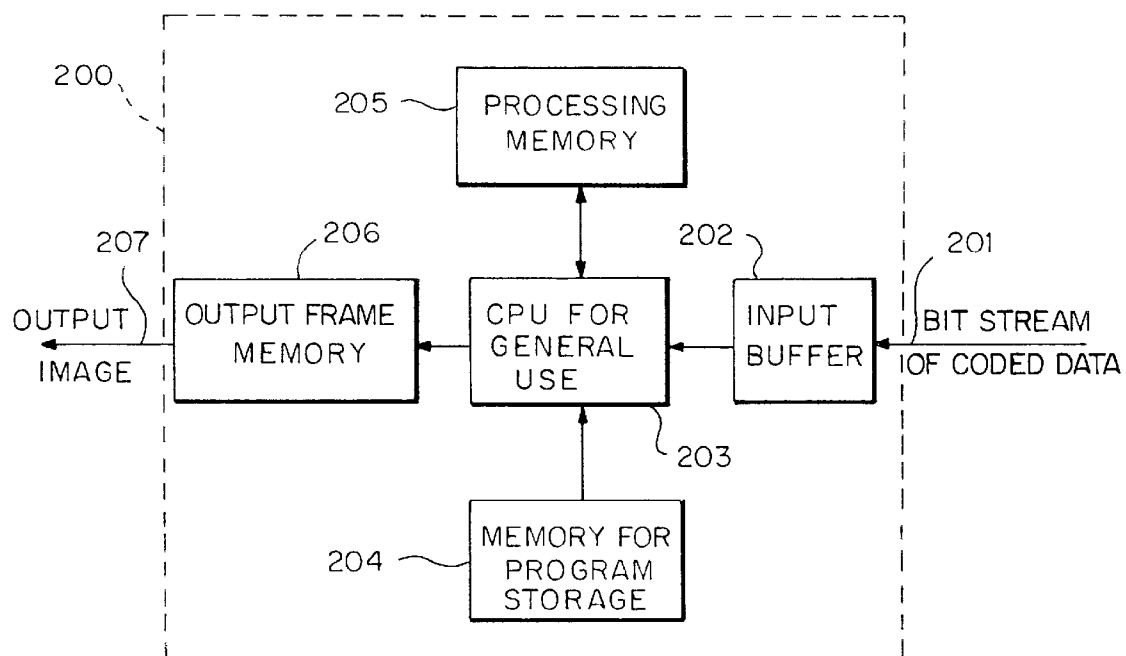 200
205
PROCESSING
MEMORY
207
206
202
201
OUTPUT
IMAGE
OUTPUT FRAME
MEMORY
CPU FOR
GENERAL
USE
INPUT
BUFFER
BIT STREAM
OF CODED DATA
203
204
MEMORY FOR
PROGRAM
STORAGE